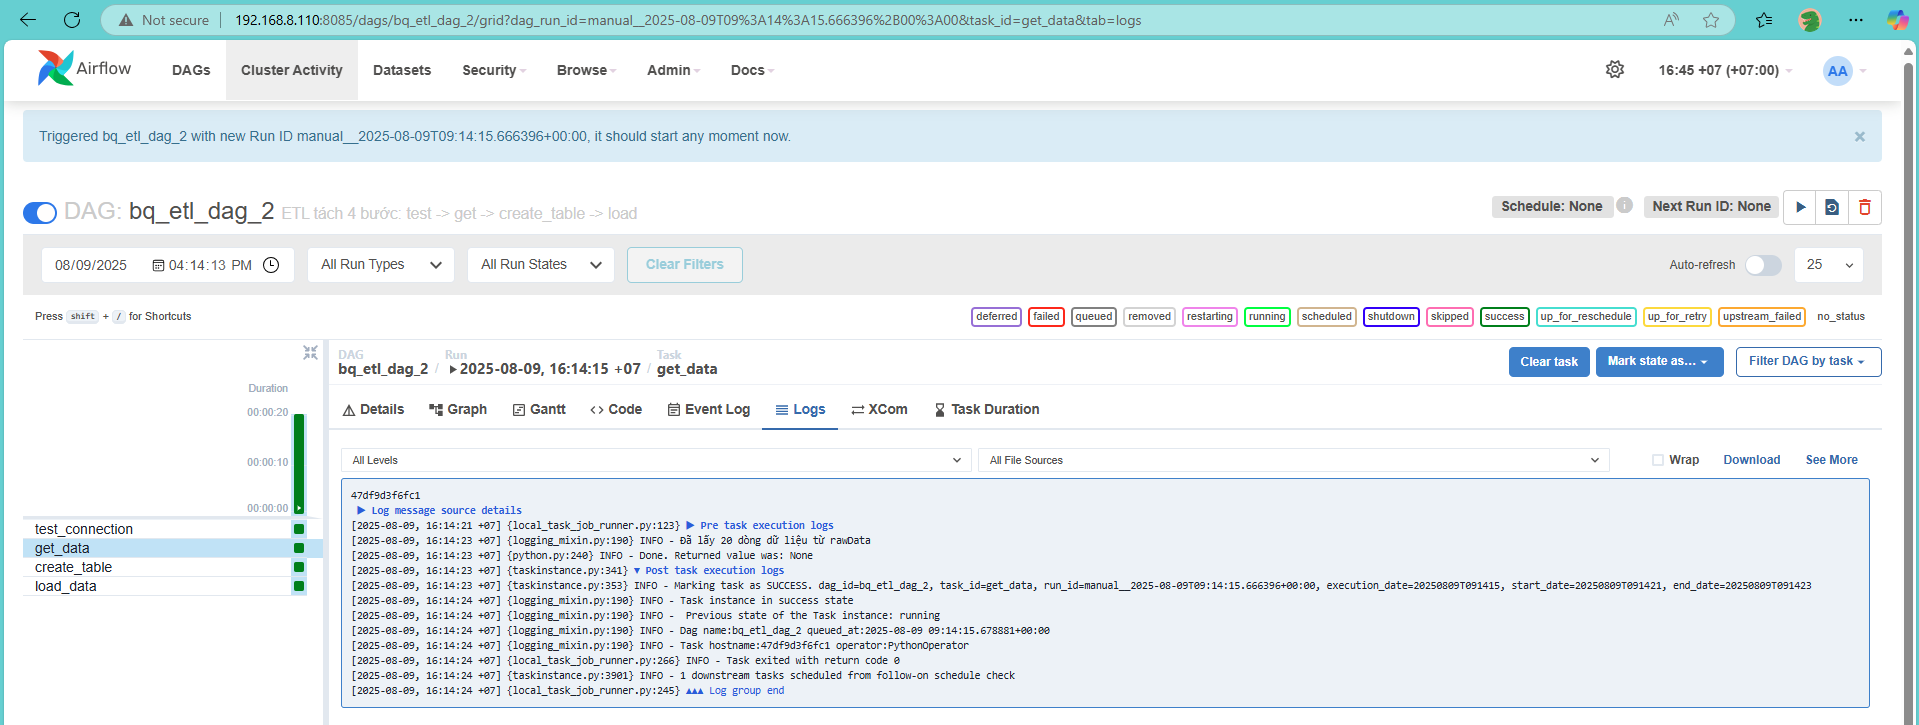 Not secure
192.168.8.110:8085/dags/bq_etl_dag_2/grid?dag_run_id=manual__2025-08-09T09%3A14%3A15.666396%2B00%3A00&task_id=get_data&tab=logs
Airflow DAGs Cluster Activity Datasets Security Browse Admin Docs 16:45 +07 (+07:00) AA
Triggered bq_etl_dag_2 with new Run ID manual__2025-08-09T09:14:15.666396+00:00, it should start any moment now. ×
DAG: bq_etl_dag_2 ETL tách 4 bước: test -> get -> create_table -> load Schedule: None Next Run ID: None
08/09/2025 04:14:13 PM All Run Types All Run States Clear Filters Auto-refresh 25
Press shift + / for Shortcuts deferred failed queued removed restarting running scheduled shutdown skipped success up_for_reschedule up_for_retry upstream_failed no_status
DAG Run Task
bq_etl_dag_2 / 2025-08-09, 16:14:15 +07 / get_data Clear task Mark state as... Filter DAG by task
Duration
00:00:20
00:00:10
00:00:00
test_connection
get_data
create_table
load_data
Details Graph Gantt Code Event Log Logs XCom Task Duration
All Levels All File Sources Wrap Download See More
47df9d3f6fc1
▶ Log message source details
[2025-08-09, 16:14:21 +07] {local_task_job_runner.py:123} ▶ Pre task execution logs
[2025-08-09, 16:14:23 +07] {logging_mixin.py:190} INFO - Đã lấy 20 dòng dữ liệu từ rawData
[2025-08-09, 16:14:23 +07] {python.py:240} INFO - Done. Returned value was: None
[2025-08-09, 16:14:23 +07] {taskinstance.py:341} ▼ Post task execution logs
[2025-08-09, 16:14:23 +07] {taskinstance.py:353} INFO - Marking task as SUCCESS. dag_id=bq_etl_dag_2, task_id=get_data, run_id=manual__2025-08-09T09:14:15.666396+00:00, execution_date=20250809T091415, start_date=20250809T091421, end_date=20250809T091423
[2025-08-09, 16:14:24 +07] {logging_mixin.py:190} INFO - Task instance in success state
[2025-08-09, 16:14:24 +07] {logging_mixin.py:190} INFO - Previous state of the Task instance: running
[2025-08-09, 16:14:24 +07] {logging_mixin.py:190} INFO - Dag name:bq_etl_dag_2 queued_at:2025-08-09 09:14:15.678881+00:00
[2025-08-09, 16:14:24 +07] {logging_mixin.py:190} INFO - Task hostname:47df9d3f6fc1 operator:PythonOperator
[2025-08-09, 16:14:24 +07] {local_task_job_runner.py:266} INFO - Task exited with return code 0
[2025-08-09, 16:14:24 +07] {taskinstance.py:3901} INFO - 1 downstream tasks scheduled from follow-on schedule check
[2025-08-09, 16:14:24 +07] {local_task_job_runner.py:245} ▲▲▲ Log group end